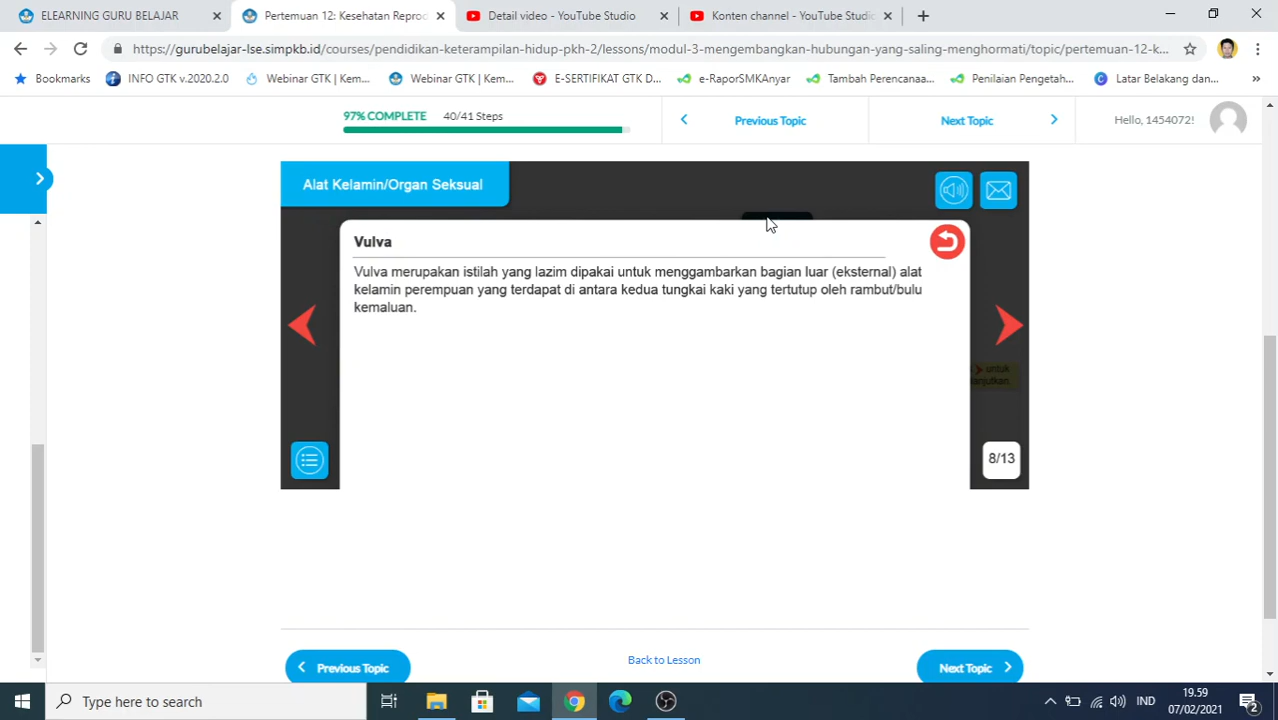 ELEARNING GURU BELAJAR
Pertemuan 12: Kesehatan Reprod
Detail video - YouTube Studio
Konten channel - YouTube Studio
https://gurubelajar-lse.simpkb.id/courses/pendidikan-keterampilan-hidup-pkh-2/lessons/modul-3-mengembangkan-hubungan-yang-saling-menghormati/topic/pertemuan-12-k...
Bookmarks
INFO GTK v.2020.2.0
Webinar GTK | Kem...
Webinar GTK | Kem...
E-SERTIFIKAT GTK D...
e-RaporSMKAnyar
Tambah Perencanaa...
Penilaian Pengetah...
Latar Belakang dan...
97% COMPLETE 40/41 Steps
Previous Topic
Next Topic
Hello, 1454072!
Alat Kelamin/Organ Seksual
Vulva
Vulva merupakan istilah yang lazim dipakai untuk menggambarkan bagian luar (eksternal) alat
kelamin perempuan yang terdapat di antara kedua tungkai kaki yang tertutup oleh rambut/bulu
kemaluan.
untuk
8/13
Previous Topic
Back to Lesson
Next Topic
Type here to search
IND
19.59
07/02/2021
2